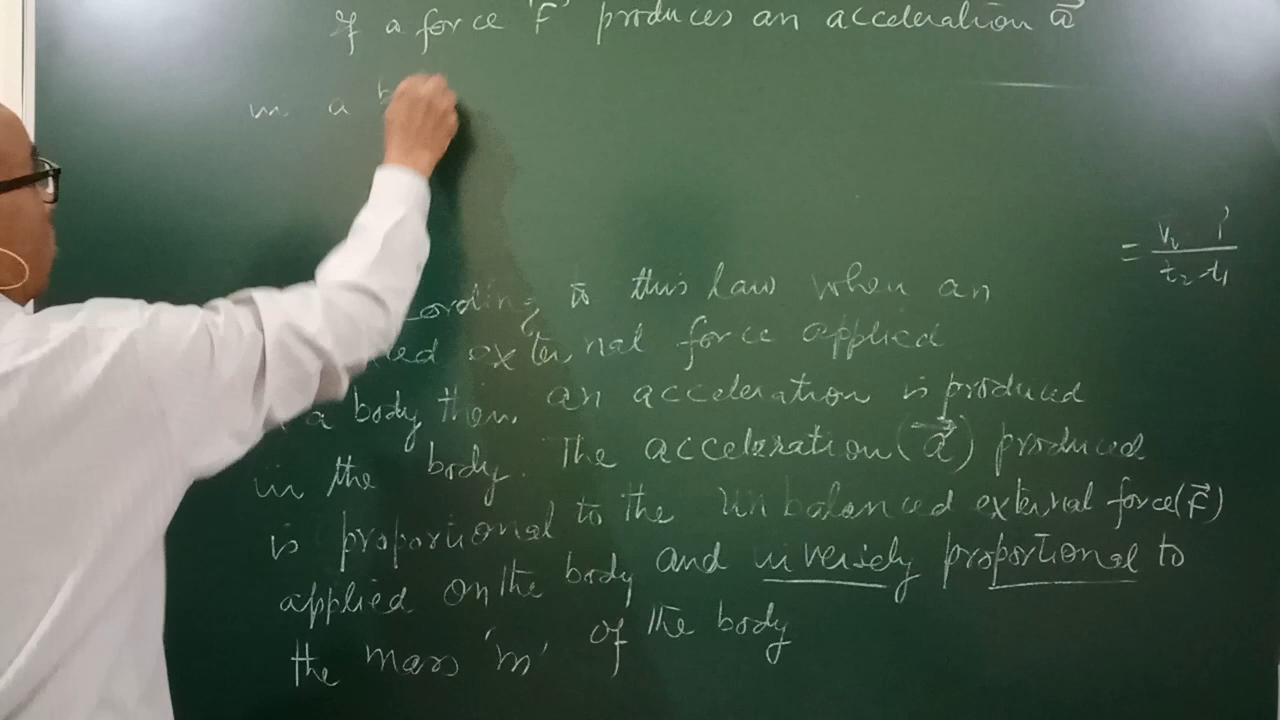 If a force 'F' produces an acceleration a⃗
in a
= v₂ / t₂ - t₁
to this law when an
external force applied
a body then an acceleration is produced
in the body. The acceleration (a⃗) produced
is proportional to the unbalanced external force (F⃗)
applied on the body and inversely proportional to
the mass 'm' of the body